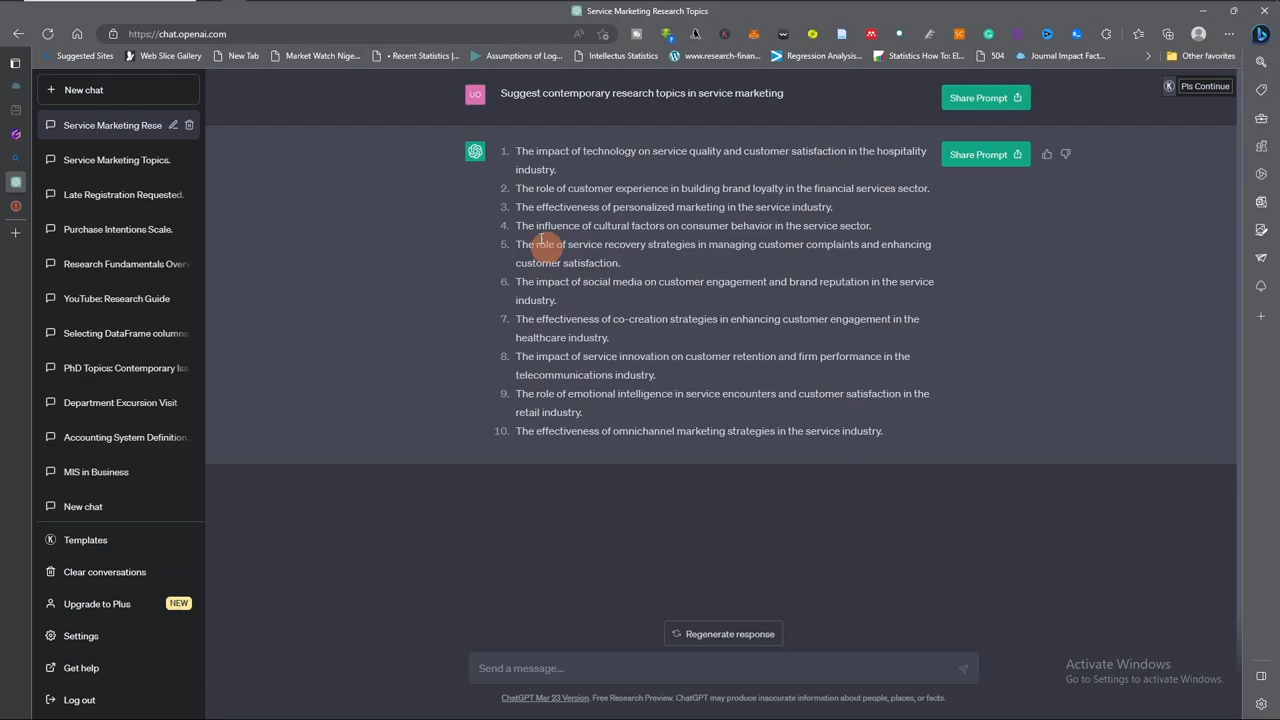 Service Marketing Research Topics
https://chat.openai.com
Suggested Sites
Web Slice Gallery
New Tab
Market Watch Nige...
• Recent Statistics |...
Assumptions of Log...
Intellectus Statistics
www.research-finan...
Regression Analysis...
Statistics How To: El...
504
Journal Impact Fact...
Other favorites
New chat
Service Marketing Rese
Service Marketing Topics.
Late Registration Requested.
Purchase Intentions Scale.
Research Fundamentals Over
YouTube: Research Guide
Selecting DataFrame columns
PhD Topics: Contemporary Iss
Department Excursion Visit
Accounting System Definition.
MIS in Business
New chat
Templates
Clear conversations
Upgrade to Plus NEW
Settings
Get help
Log out
UO
Suggest contemporary research topics in service marketing
Share Prompt
Pls Continue
1. The impact of technology on service quality and customer satisfaction in the hospitality
industry.
Share Prompt
2. The role of customer experience in building brand loyalty in the financial services sector.
3. The effectiveness of personalized marketing in the service industry.
4. The influence of cultural factors on consumer behavior in the service sector.
5. The role of service recovery strategies in managing customer complaints and enhancing
customer satisfaction.
6. The impact of social media on customer engagement and brand reputation in the service
industry.
7. The effectiveness of co-creation strategies in enhancing customer engagement in the
healthcare industry.
8. The impact of service innovation on customer retention and firm performance in the
telecommunications industry.
9. The role of emotional intelligence in service encounters and customer satisfaction in the
retail industry.
10. The effectiveness of omnichannel marketing strategies in the service industry.
Regenerate response
Send a message...
ChatGPT Mar 23 Version. Free Research Preview. ChatGPT may produce inaccurate information about people, places, or facts.
Activate Windows
Go to Settings to activate Windows.